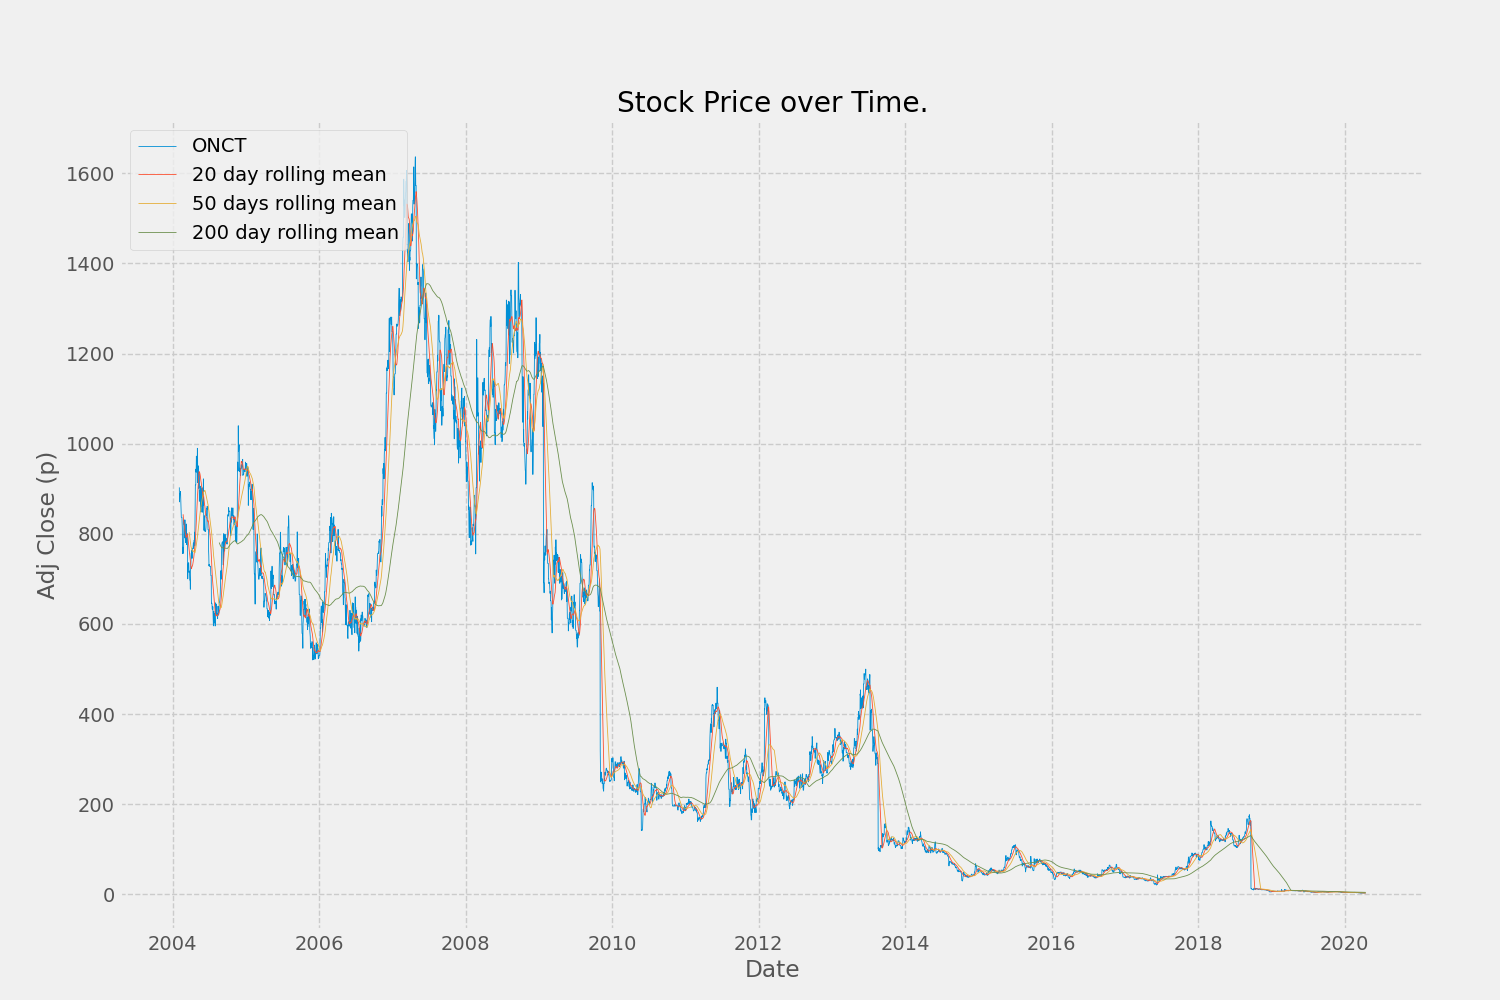 Stock Price over Time.
ONCT
20 day rolling mean
50 days rolling mean
200 day rolling mean
Adj Close (p)
1600
1400
1200
1000
800
600
400
200
0
2004 2006 2008 2010 2012 2014 2016 2018 2020
Date